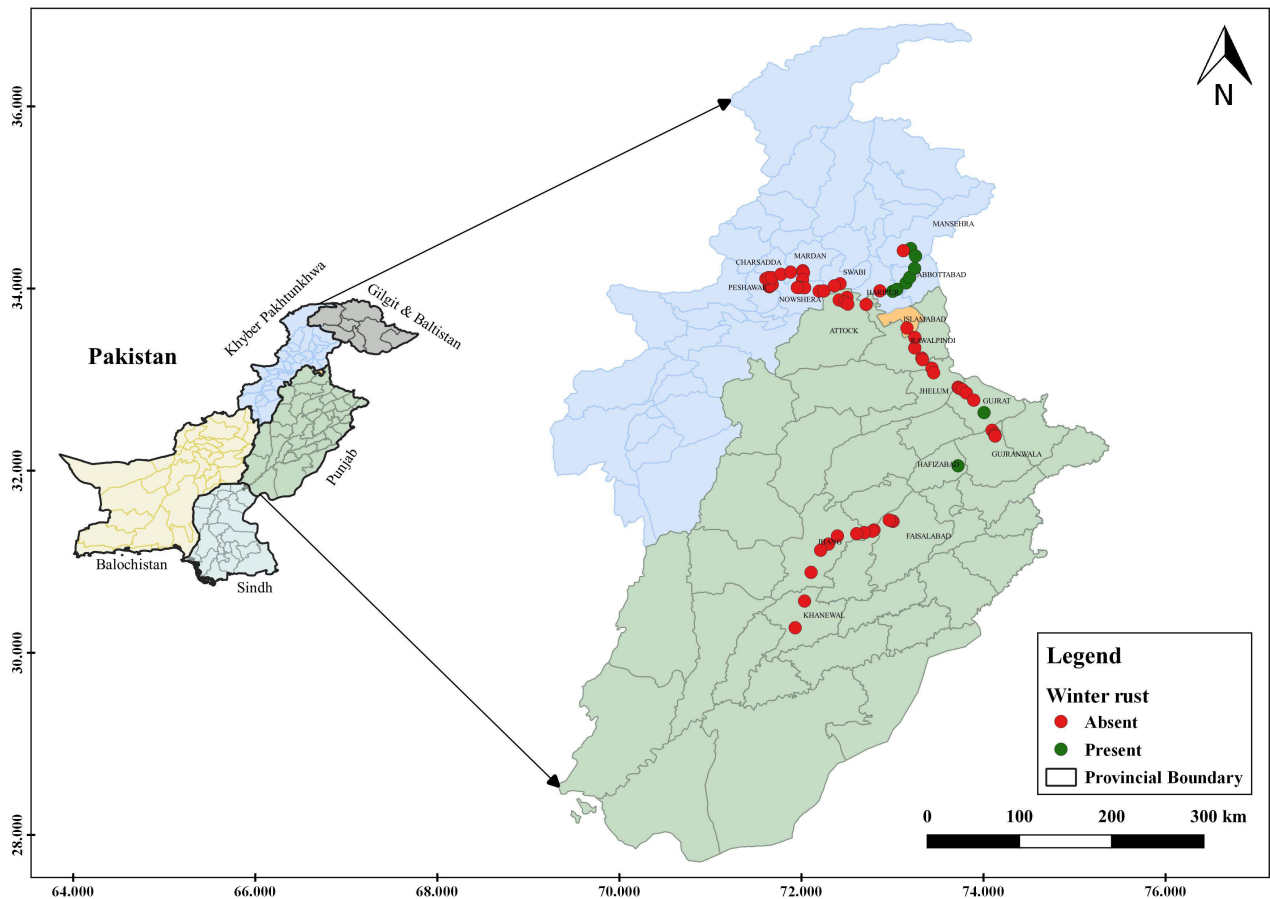 N
36.000
34.000
32.000
30.000
28.000
64.000
66.000
68.000
70.000
72.000
74.000
76.000
Pakistan
Khyber Pakhtunkhwa
Gilgit & Baltistan
Punjab
Balochistan
Sindh
MANSEHRA
MARDAN
CHARSADDA
SWABI
ABBOTTABAD
PESHAWAR
HARIPUR
NOWSHERA
ISLAMABAD
ATTOCK
RAWALPINDI
JHELUM
GUJRAT
GUJRANWALA
HAFIZABAD
FAISALABAD
JHANG
KHANEWAL
Legend
Winter rust
Absent
Present
Provincial Boundary
0 100 200 300 km